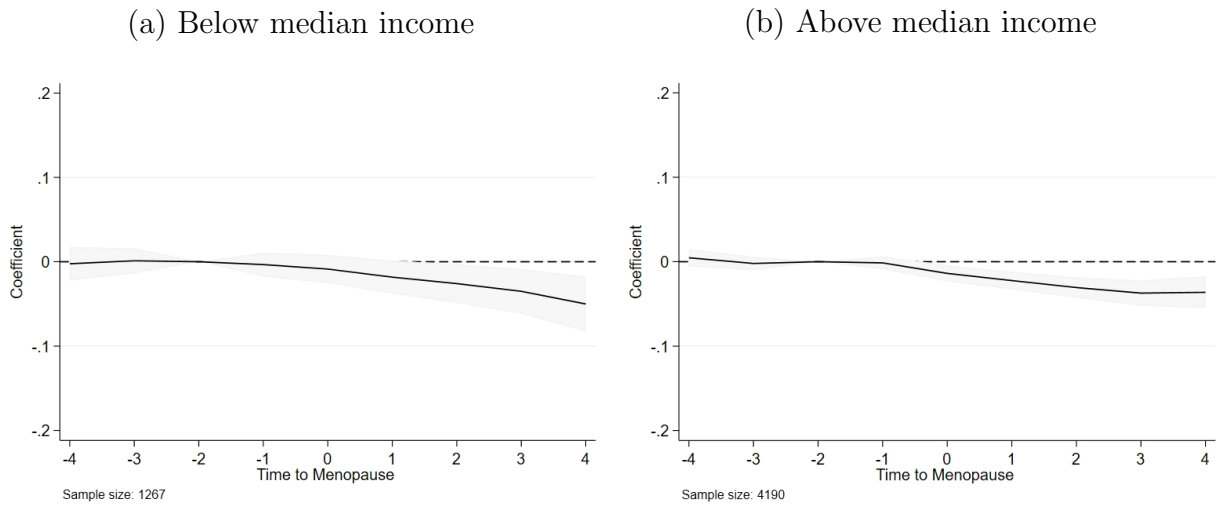 (a) Below median income
.2
.1
0
-.1
-.2
Coefficient
-4 -3 -2 -1 0 1 2 3 4
Time to Menopause
Sample size: 1267
(b) Above median income
.2
.1
0
-.1
-.2
Coefficient
-4 -3 -2 -1 0 1 2 3 4
Time to Menopause
Sample size: 4190